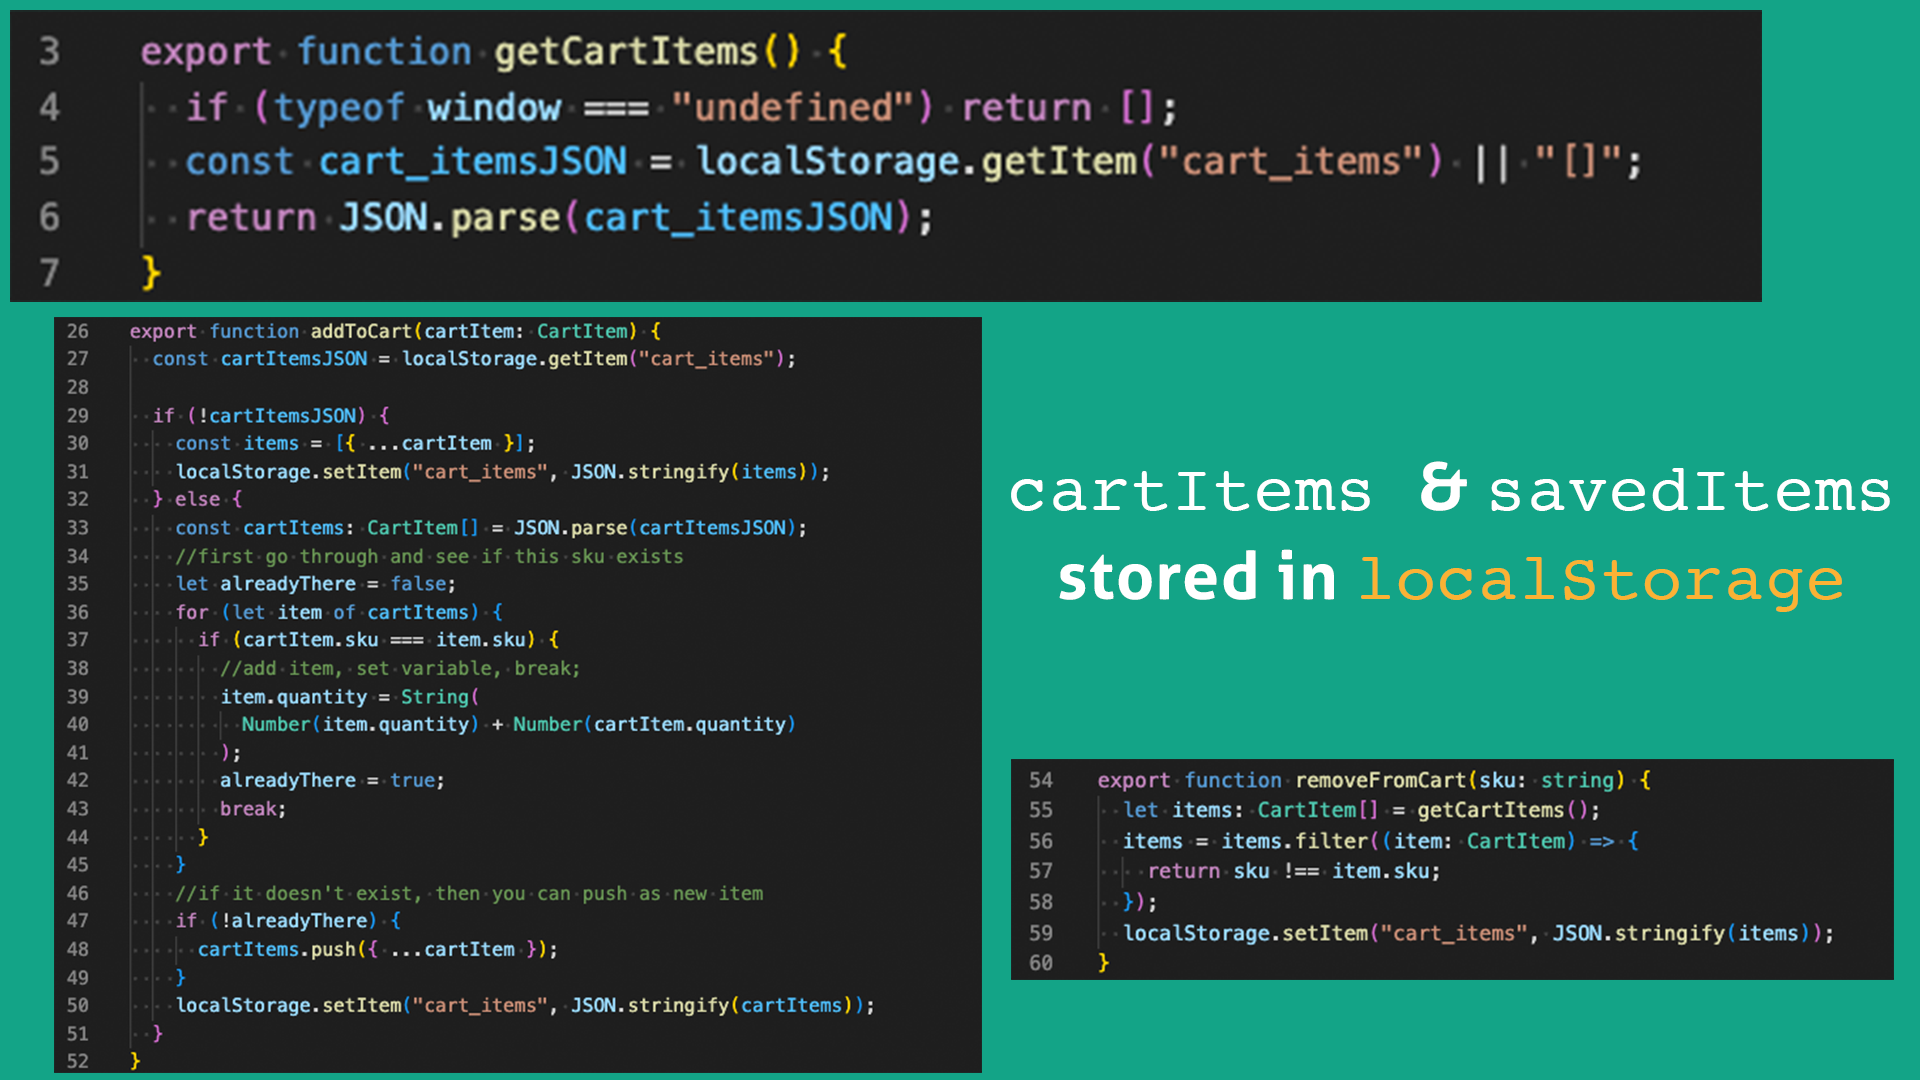 3 export function getCartItems() {
4 if (typeof window === "undefined") return [];
5 const cart_itemsJSON = localStorage.getItem("cart_items") || "[]";
6 return JSON.parse(cart_itemsJSON);
7 }
26 export function addToCart(cartItem: CartItem) {
27 const cartItemsJSON = localStorage.getItem("cart_items");
28
29 if (!cartItemsJSON) {
30 const items = [{ ...cartItem }];
31 localStorage.setItem("cart_items", JSON.stringify(items));
32 } else {
33 const cartItems: CartItem[] = JSON.parse(cartItemsJSON);
34 //first go through and see if this sku exists
35 let alreadyThere = false;
36 for (let item of cartItems) {
37 if (cartItem.sku === item.sku) {
38 //add item, set variable, break;
39 item.quantity = String(
40 Number(item.quantity) + Number(cartItem.quantity)
41 );
42 alreadyThere = true;
43 break;
44 }
45 }
46 //if it doesn't exist, then you can push as new item
47 if (!alreadyThere) {
48 cartItems.push({ ...cartItem });
49 }
50 localStorage.setItem("cart_items", JSON.stringify(cartItems));
51 }
52 }
cartItems & savedItems
stored in localStorage
54 export function removeFromCart(sku: string) {
55 let items: CartItem[] = getCartItems();
56 items = items.filter((item: CartItem) => {
57 return sku !== item.sku;
58 });
59 localStorage.setItem("cart_items", JSON.stringify(items));
60 }